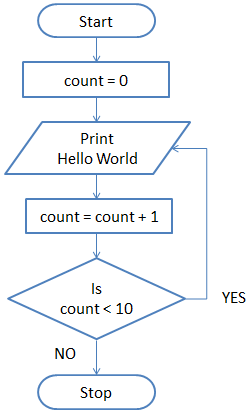 Start
count = 0
Print
Hello World
count = count + 1
Is
count < 10
YES
NO
Stop